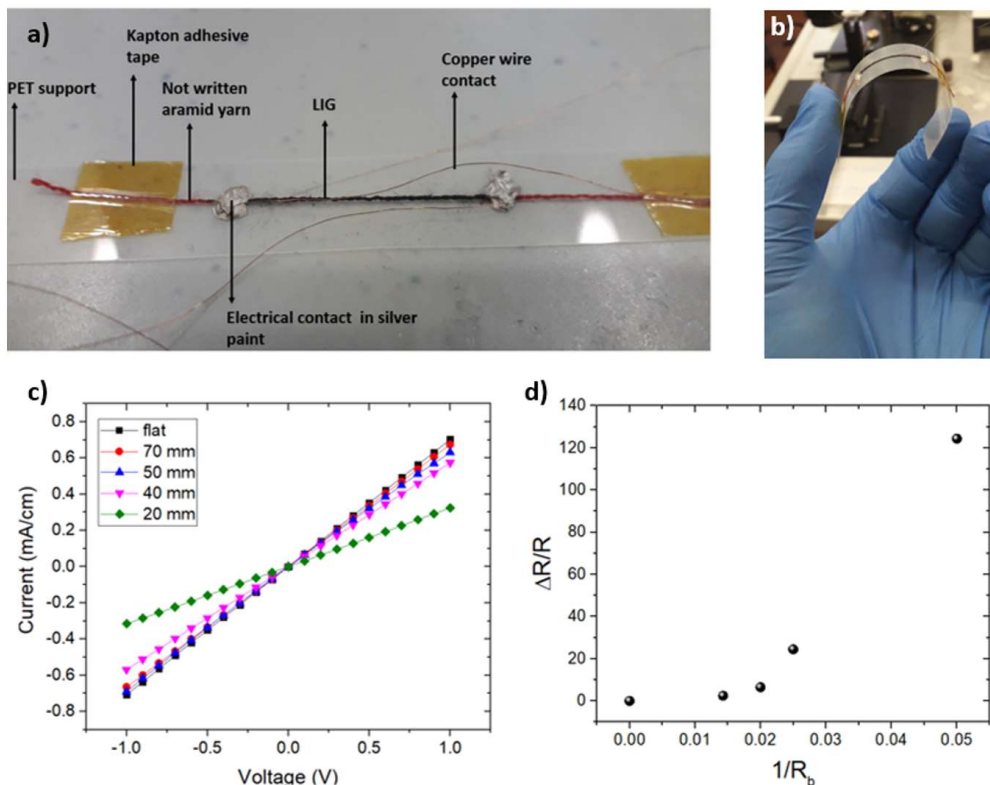 a)
Kapton adhesive
tape
Copper wire
contact
PET support
Not written
aramid yarn
LIG
Electrical contact in silver
paint
b)
c)
0.8
0.6
0.4
0.2
0.0
-0.2
-0.4
-0.6
-0.8
Current (mA/cm)
flat
70 mm
50 mm
40 mm
20 mm
-1.0 -0.5 0.0 0.5 1.0
Voltage (V)
d)
140
120
100
80
60
40
20
0
ΔR/R
0.00 0.01 0.02 0.03 0.04 0.05
1/R_b